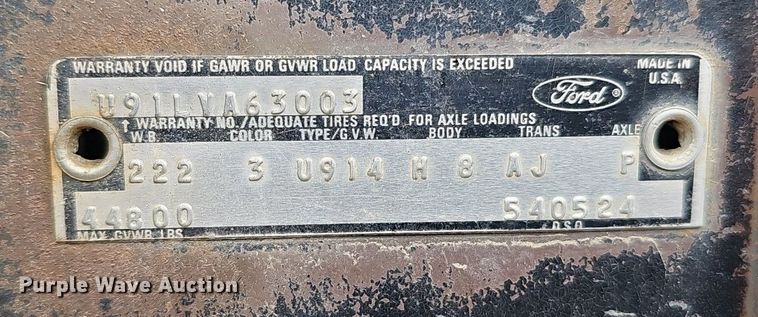 WARRANTY VOID IF GAWR OR GVWR LOAD CAPACITY IS EXCEEDED
MADE IN
U.S.A.
U91LVA63003
Ford
↑ WARRANTY NO./ADEQUATE TIRES REQ'D. FOR AXLE LOADINGS
W.B. COLOR TYPE/G.V.W. BODY TRANS AXLE
222 3 U914 H 8 AJ P
44800 540524
MAX. GVWR LBS D.S.O.
Purple Wave Auction